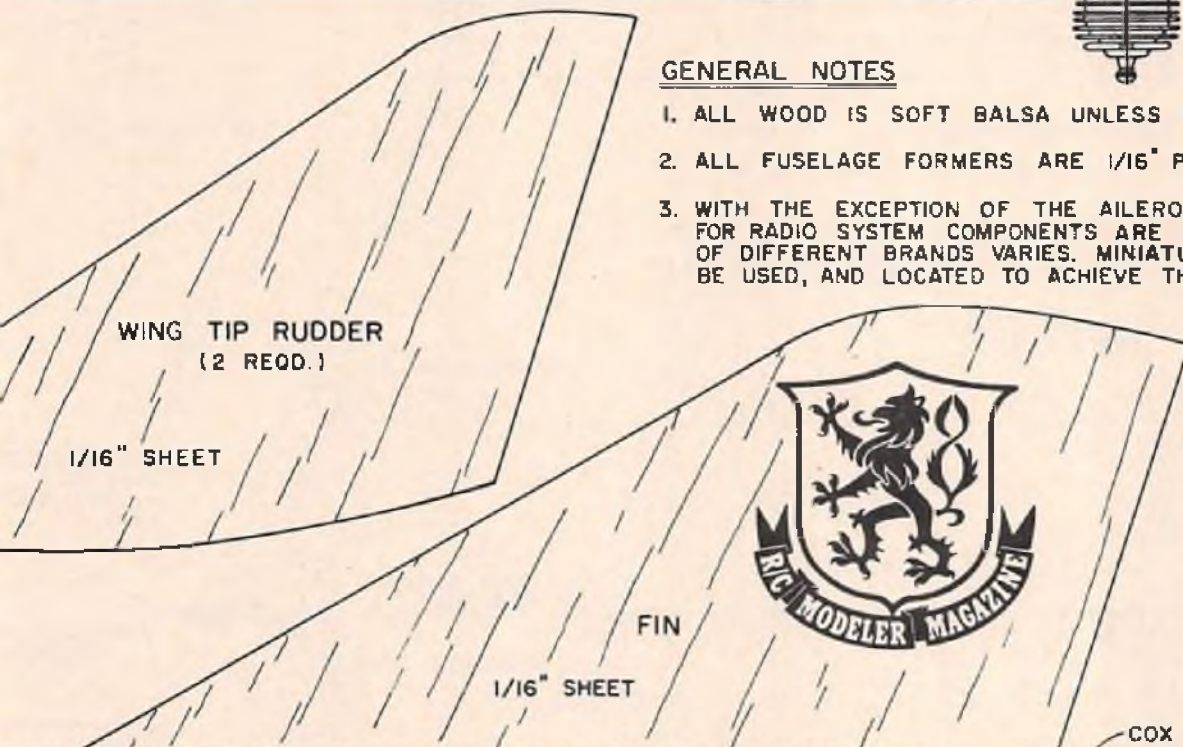 GENERAL NOTES
1. ALL WOOD IS SOFT BALSA UNLESS
2. ALL FUSELAGE FORMERS ARE 1/16" P
3. WITH THE EXCEPTION OF THE AILERO
FOR RADIO SYSTEM COMPONENTS ARE
OF DIFFERENT BRANDS VARIES. MINIATU
BE USED, AND LOCATED TO ACHIEVE TH
WING TIP RUDDER
(2 REQD.)
1/16" SHEET
FIN
1/16" SHEET
R/C MODELER MAGAZINE
COX